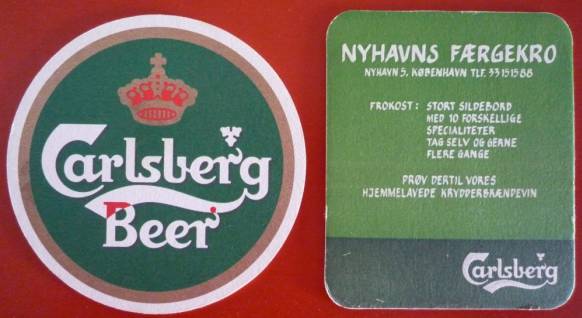 Carlsberg
Beer
NYHAVNS FÆRGEKRO
NYHAVN 5, KØBENHAVN TLF. 33 15 15 88
FROKOST: STORT SILDEBORD
MED 10 FORSKELLIGE
SPECIALITETER
TAG SELV OG GERNE
FLERE GANGE
PRØV DERTIL VORES
HJEMMELAVEDE KRYDDERBRÆNDEVIN
Carlsberg